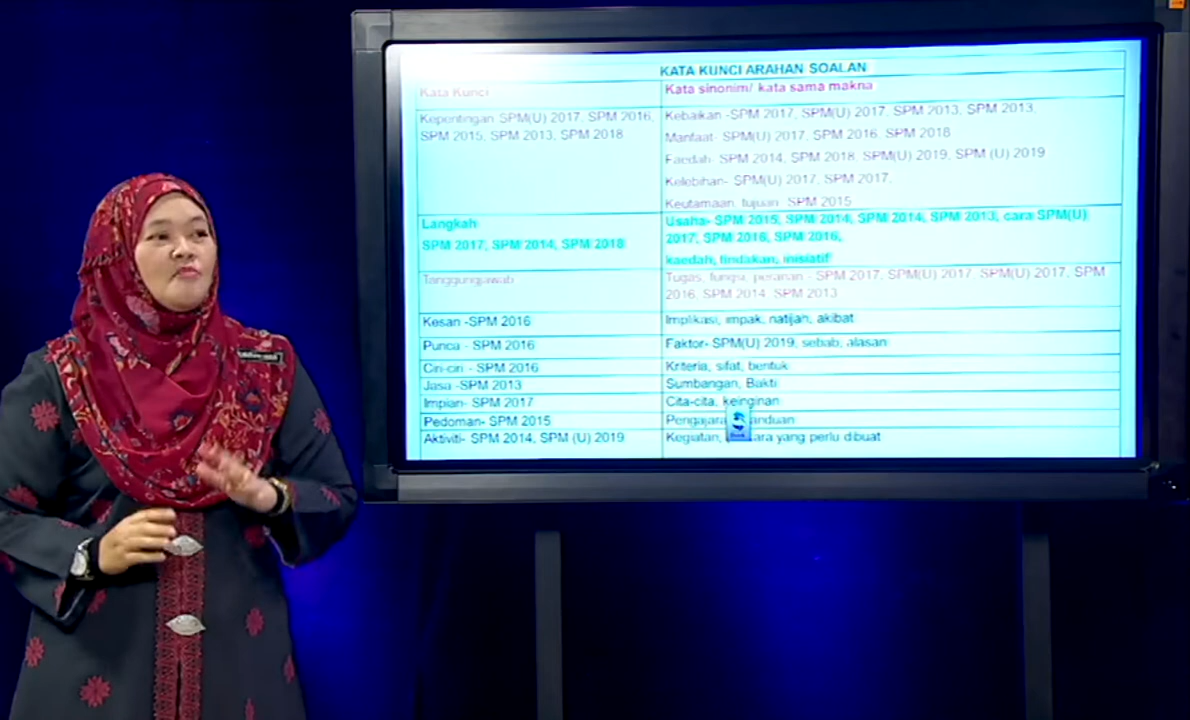 KATA KUNCI ARAHAN SOALAN
Kata Kunci
Kata sinonim/ kata sama makna
Kepentingan SPM(U) 2017, SPM 2016,
SPM 2015, SPM 2013, SPM 2018
Kebaikan -SPM 2017, SPM(U) 2017, SPM 2013, SPM 2013,
Manfaat- SPM(U) 2017, SPM 2016, SPM 2018
Faedah- SPM 2014, SPM 2018, SPM(U) 2019, SPM (U) 2019
Kelebihan- SPM(U) 2017, SPM 2017,
Keutamaan, tujuan SPM 2015
Langkah
SPM 2017, SPM 2014, SPM 2018
Usaha- SPM 2015, SPM 2014, SPM 2014, SPM 2013, cara SPM(U)
2017, SPM 2016, SPM 2016,
kaedah, tindakan, inisiatif
Tanggungjawab
Tugas, fungsi, peranan - SPM 2017, SPM(U) 2017, SPM(U) 2017, SPM
2016, SPM 2014, SPM 2013
Kesan -SPM 2016
Implikasi, impak, natijah, akibat
Punca - SPM 2016
Faktor- SPM(U) 2019, sebab, alasan
Ciri-ciri - SPM 2016
Kriteria, sifat, bentuk
Jasa -SPM 2013
Sumbangan, Bakti
Impian- SPM 2017
Cita-cita, keinginan
Pedoman- SPM 2015
Aktiviti- SPM 2014, SPM (U) 2019
Kegiatan, yang perlu dibuat